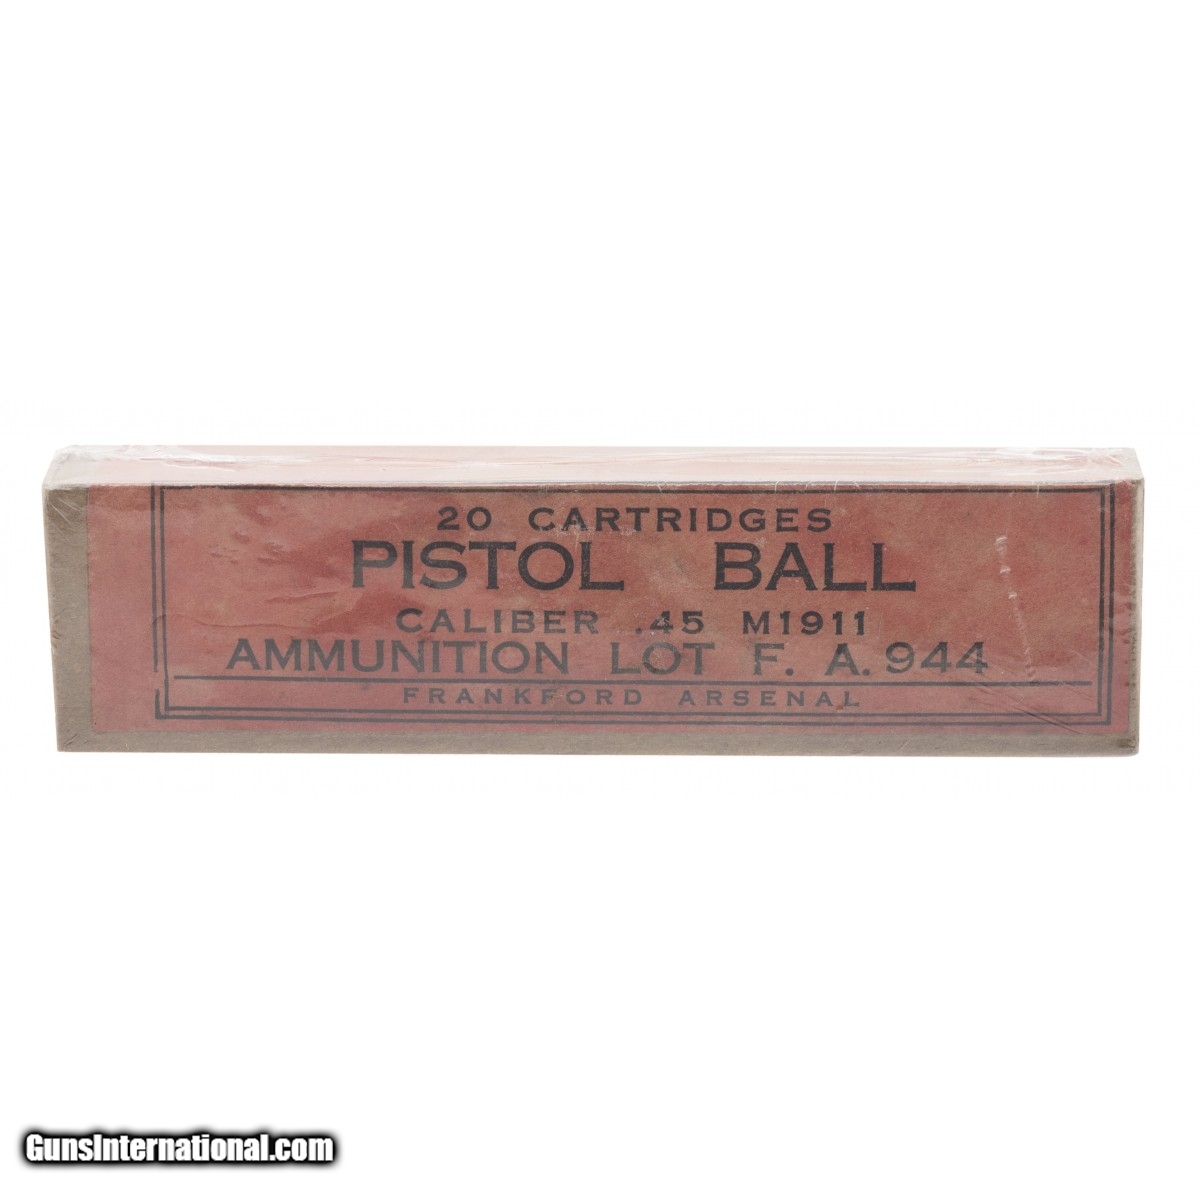 20 CARTRIDGES
PISTOL BALL
CALIBER .45 M1911
AMMUNITION LOT F. A. 944
FRANKFORD ARSENAL
GunsInternational.com